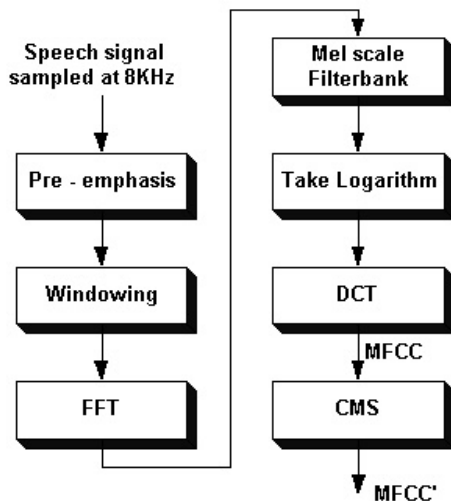 Speech signal
sampled at 8KHz
Pre - emphasis
Windowing
FFT
Mel scale
Filterbank
Take Logarithm
DCT
MFCC
CMS
MFCC'